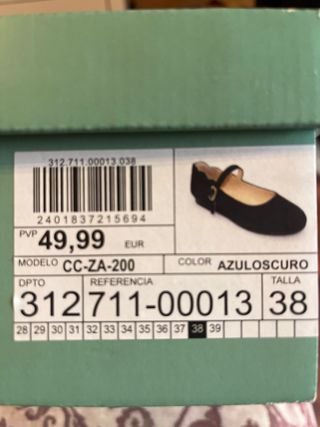 312.711.00013.038
2401837215694
PVP 49,99 EUR
MODELO CC-ZA-200 COLOR AZULOSCURO
DPTO REFERENCIA TALLA
312 711-00013 38
28 29 30 31 32 33 34 35 36 37 38 39